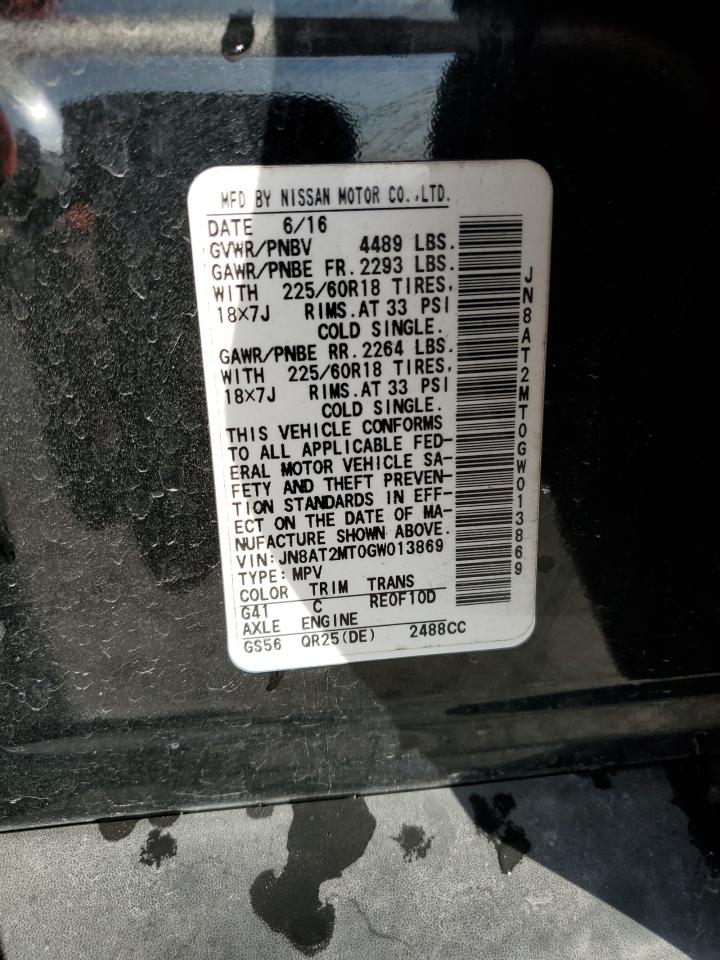 MFD BY NISSAN MOTOR CO.,LTD.
DATE 6/16
GVWR/PNBV 4489 LBS.
GAWR/PNBE FR. 2293 LBS.
WITH 225/60R18 TIRES,
18×7J RIMS. AT 33 PSI
COLD SINGLE.
GAWR/PNBE RR. 2264 LBS.
WITH 225/60R18 TIRES,
18×7J RIMS. AT 33 PSI
COLD SINGLE.
THIS VEHICLE CONFORMS
TO ALL APPLICABLE FED-
ERAL MOTOR VEHICLE SA-
FETY AND THEFT PREVEN-
TION STANDARDS IN EFF-
ECT ON THE DATE OF MA-
NUFACTURE SHOWN ABOVE.
VIN: JN8AT2MT0GW013869
TYPE: MPV
COLOR TRIM TRANS
G41 C RE0F10D
AXLE ENGINE
GS56 QR25(DE) 2488CC
JN8AT2MT0GW013869